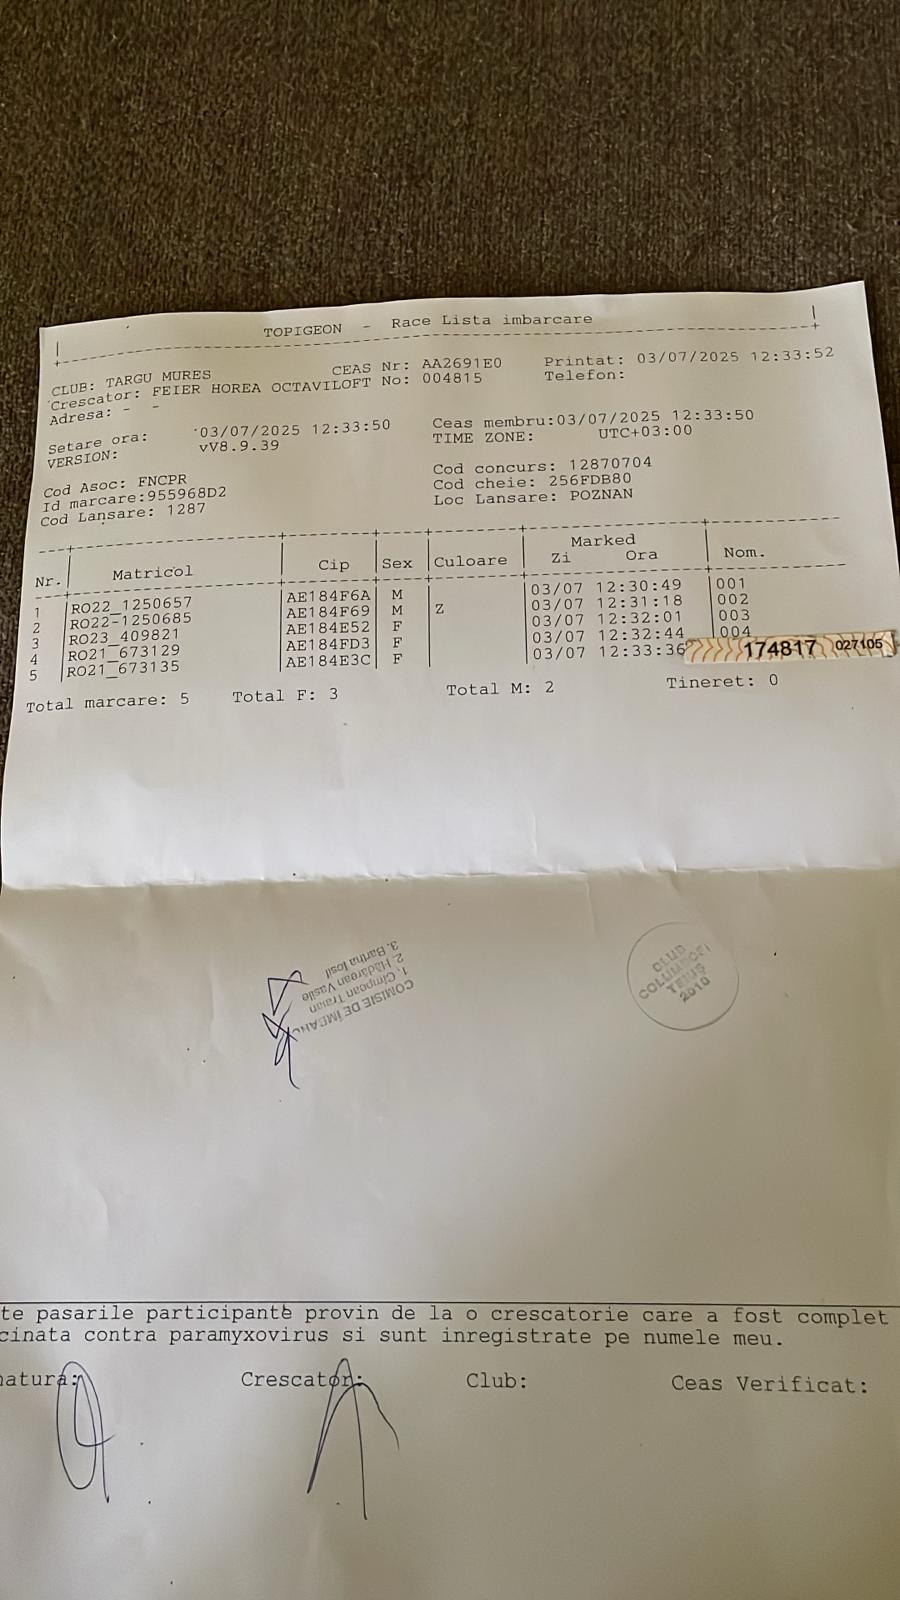 TOPIGEON - Race Lista imbarcare
CLUB: TARGU MURES CEAS Nr: AA2691E0 Printat: 03/07/2025 12:33:52
Crescator: FEIER HOREA OCTAVILOFT No: 004815 Telefon:
Adresa: - -
Setare ora: 03/07/2025 12:33:50 Ceas membru:03/07/2025 12:33:50
VERSION: vV8.9.39 TIME ZONE: UTC+03:00
Cod Asoc: FNCPR Cod concurs: 12870704
Id marcare:955968D2 Cod cheie: 256FDB80
Cod Lansare: 1287 Loc Lansare: POZNAN
Marked
Nr. Matricol Cip Sex Culoare Zi Ora Nom.
1 RO22_1250657 AE184F6A M 03/07 12:30:49 001
2 RO22-1250685 AE184F69 M Z 03/07 12:31:18 002
3 RO23_409821 AE184E52 F 03/07 12:32:01 003
4 RO21_673129 AE184FD3 F 03/07 12:32:44 004
5 RO21_673135 AE184E3C F 03/07 12:33:36
174817 027105
Total marcare: 5 Total F: 3 Total M: 2 Tineret: 0
COMISIE DE
1. Cimpoan Traian
2. Hădărean Vasile
3. Bartha Iosif
CLUB
COLUMBOFIL
TEIUȘ
2010
te pasarile participante provin de la o crescatorie care a fost complet
cinata contra paramyxovirus si sunt inregistrate pe numele meu.
natura: Crescator: Club: Ceas Verificat: